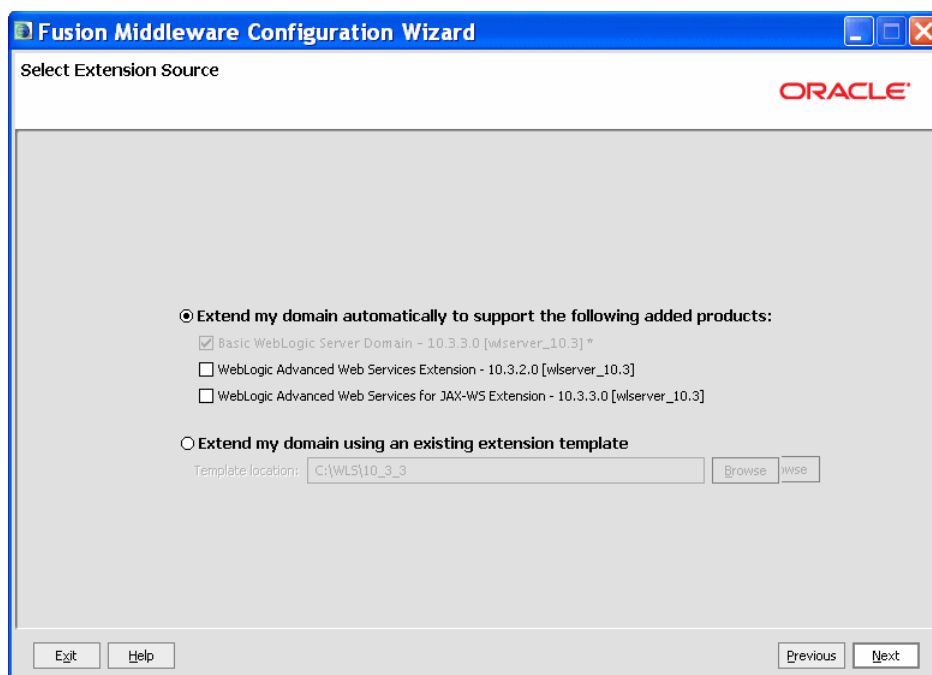 Fusion Middleware Configuration Wizard
Select Extension Source
ORACLE
Extend my domain automatically to support the following added products:
Basic WebLogic Server Domain - 10.3.3.0 [wlserver_10.3] *
WebLogic Advanced Web Services Extension - 10.3.2.0 [wlserver_10.3]
WebLogic Advanced Web Services for JAX-WS Extension - 10.3.3.0 [wlserver_10.3]
Extend my domain using an existing extension template
Template location: C:\WLS\10_3_3 Browse wse
Exit Help Previous Next